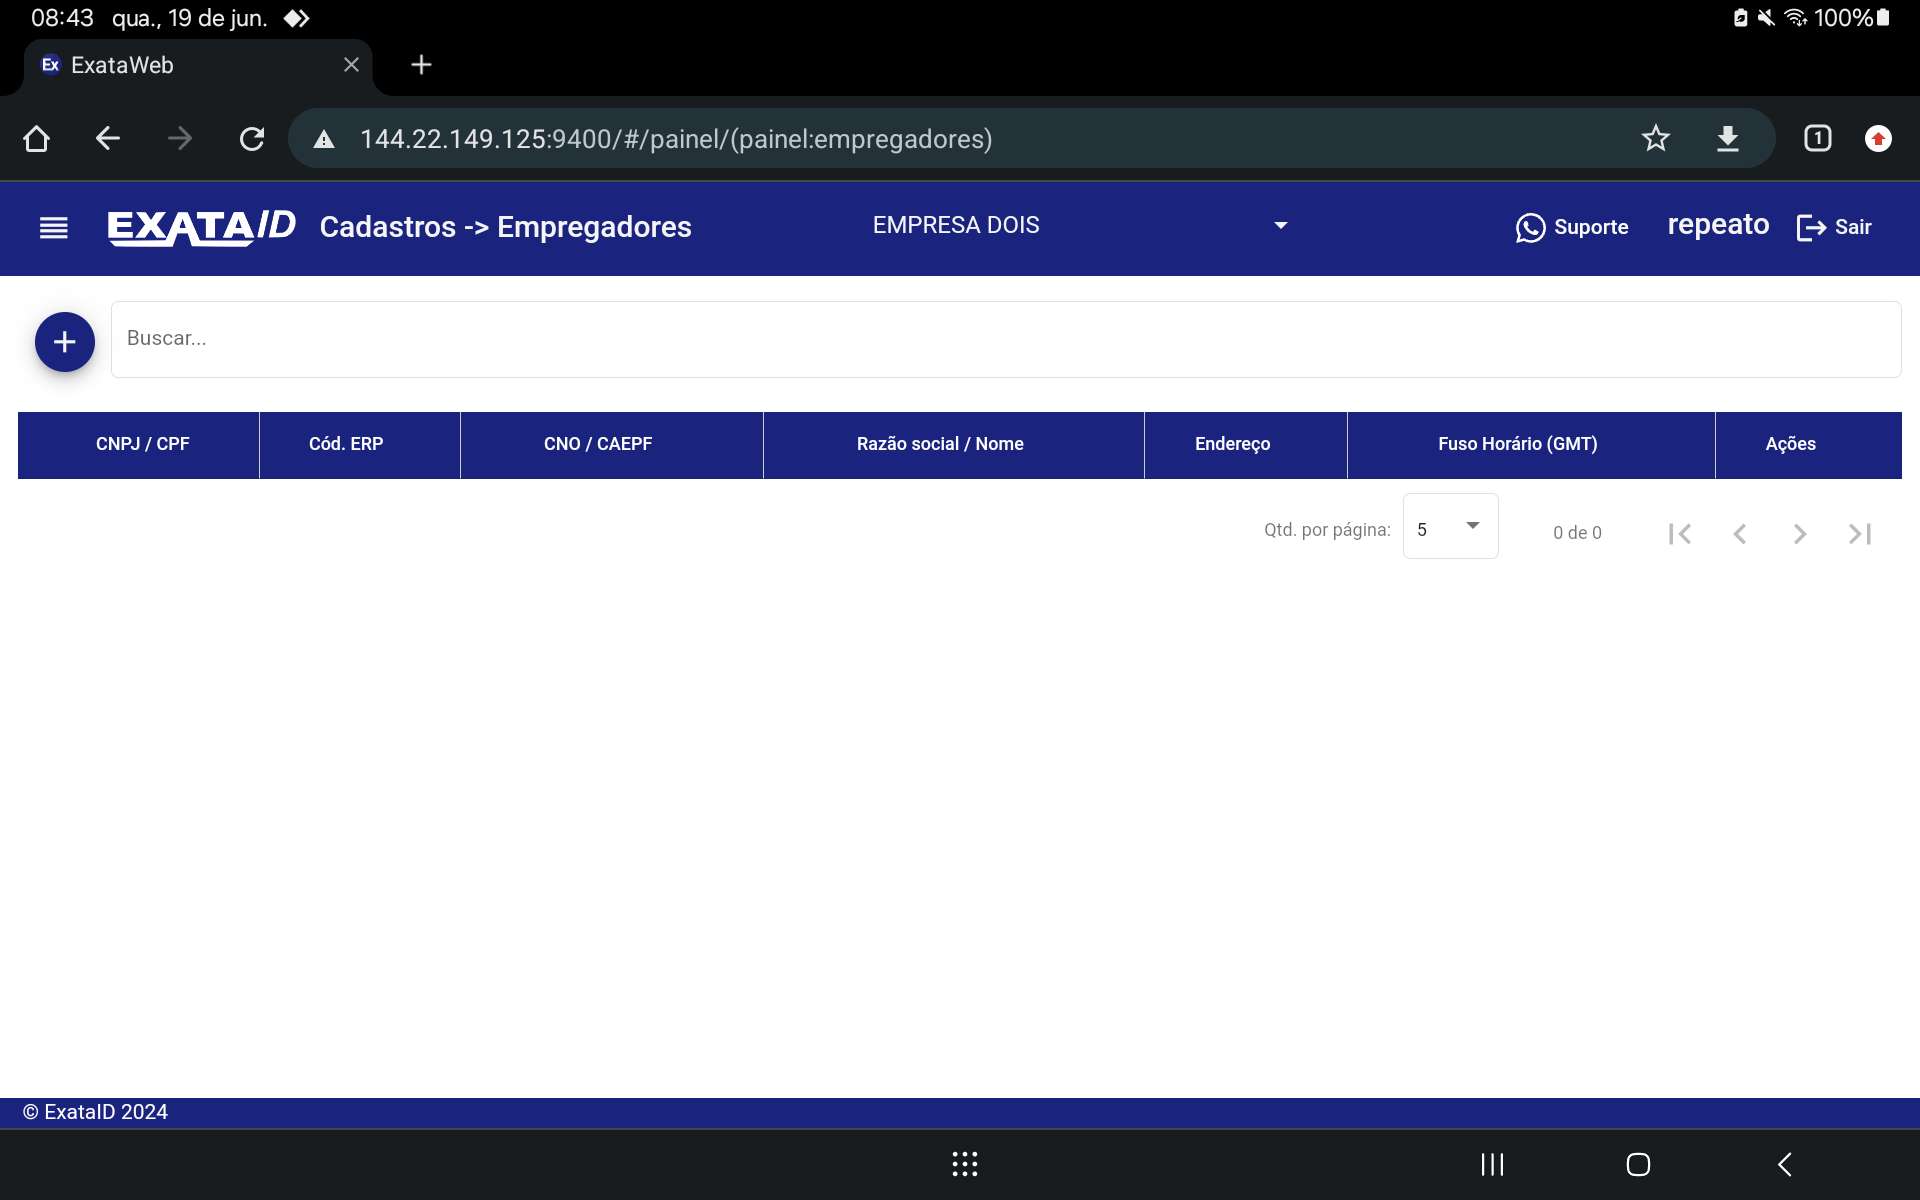 08:43 qua., 19 de jun. 100%
Ex ExataWeb
144.22.149.125:9400/#/painel/(painel:empregadores) 1
EXATAID Cadastros -> Empregadores EMPRESA DOIS Suporte repeato Sair
Buscar...
CNPJ / CPF Cód. ERP CNO / CAEPF Razão social / Nome Endereço Fuso Horário (GMT) Ações
Qtd. por página: 5 0 de 0
© ExataID 2024